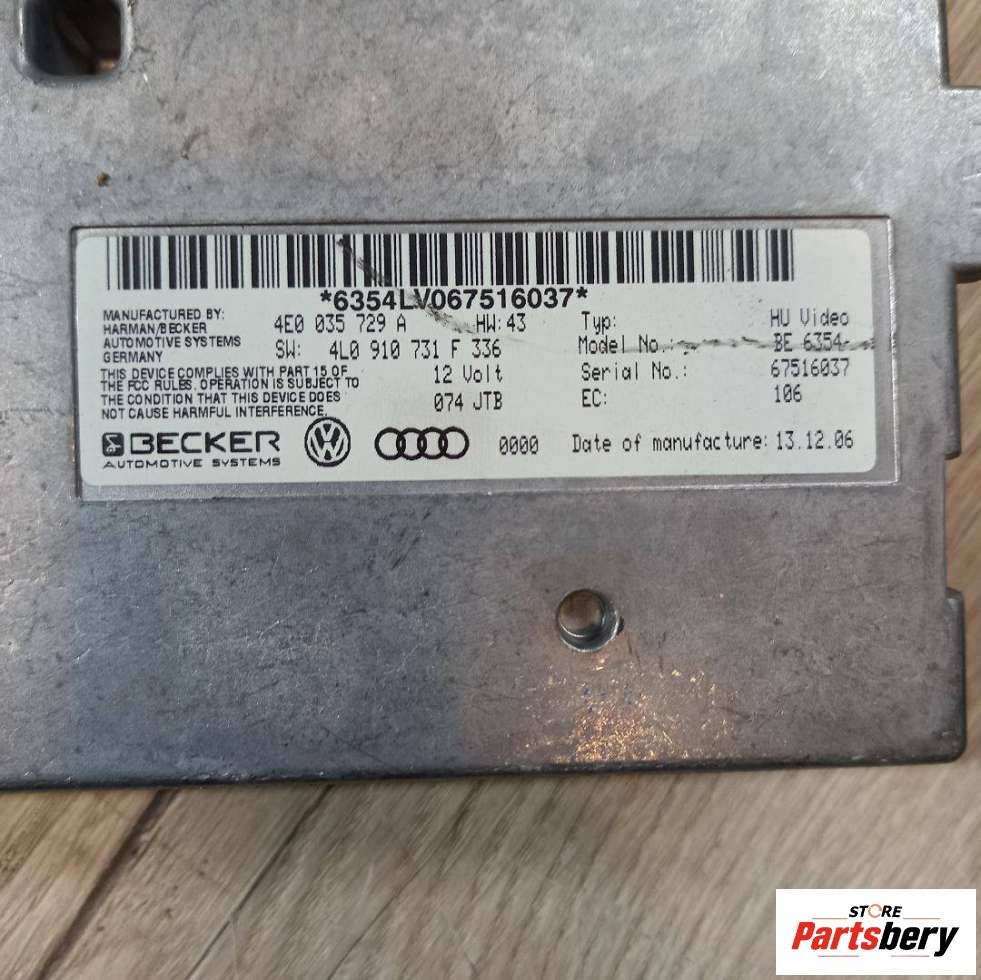 *6354LV067516037*
MANUFACTURED BY:
HARMAN/BECKER
AUTOMOTIVE SYSTEMS
GERMANY
THIS DEVICE COMPLIES WITH PART 15 OF
THE FCC RULES. OPERATION IS SUBJECT TO
THE CONDITION THAT THIS DEVICE DOES
NOT CAUSE HARMFUL INTERFERENCE.
4E0 035 729 A HW: 43
SW: 4L0 910 731 F 336
12 Volt
074 JTB
Typ: HU Video
Model No.: BE 6354
Serial No.: 67516037
EC: 106
BECKER
AUTOMOTIVE SYSTEMS
0000 Date of manufacture: 13.12.06
STORE
Partsbery